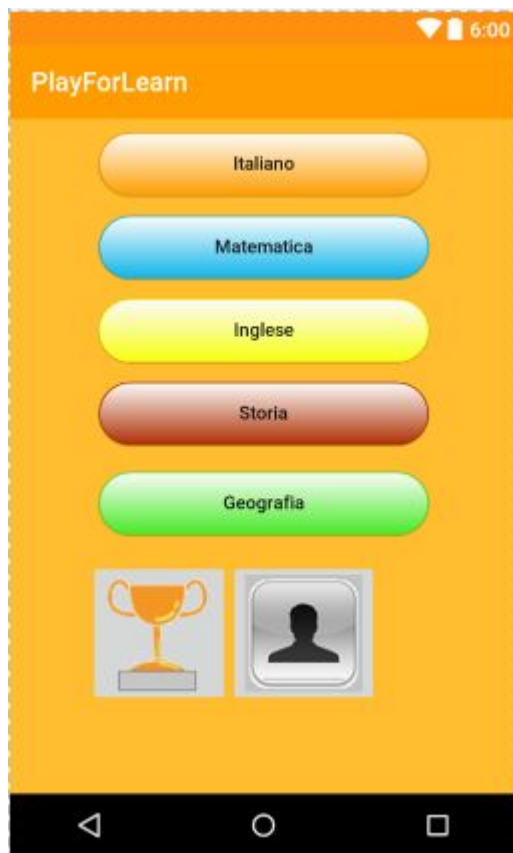 6:00
PlayForLearn
Italiano
Matematica
Inglese
Storia
Geografia